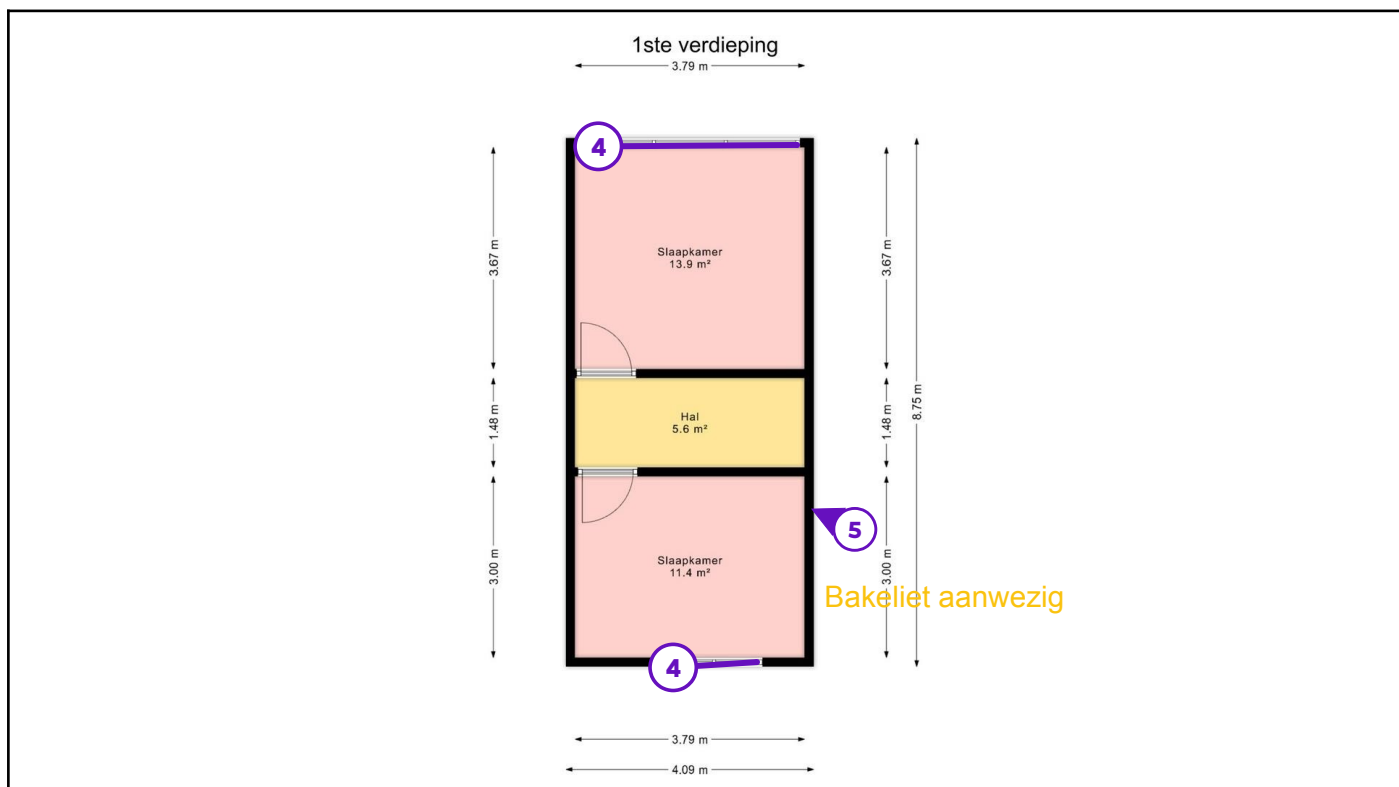 1ste verdieping
3.79 m
4
3.67 m
Slaapkamer
13.9 m²
3.67 m
8.75 m
1.48 m
Hal
5.6 m²
1.48 m
5
3.00 m
Slaapkamer
11.4 m²
3.00 m
Bakeliet aanwezig
4
3.79 m
4.09 m